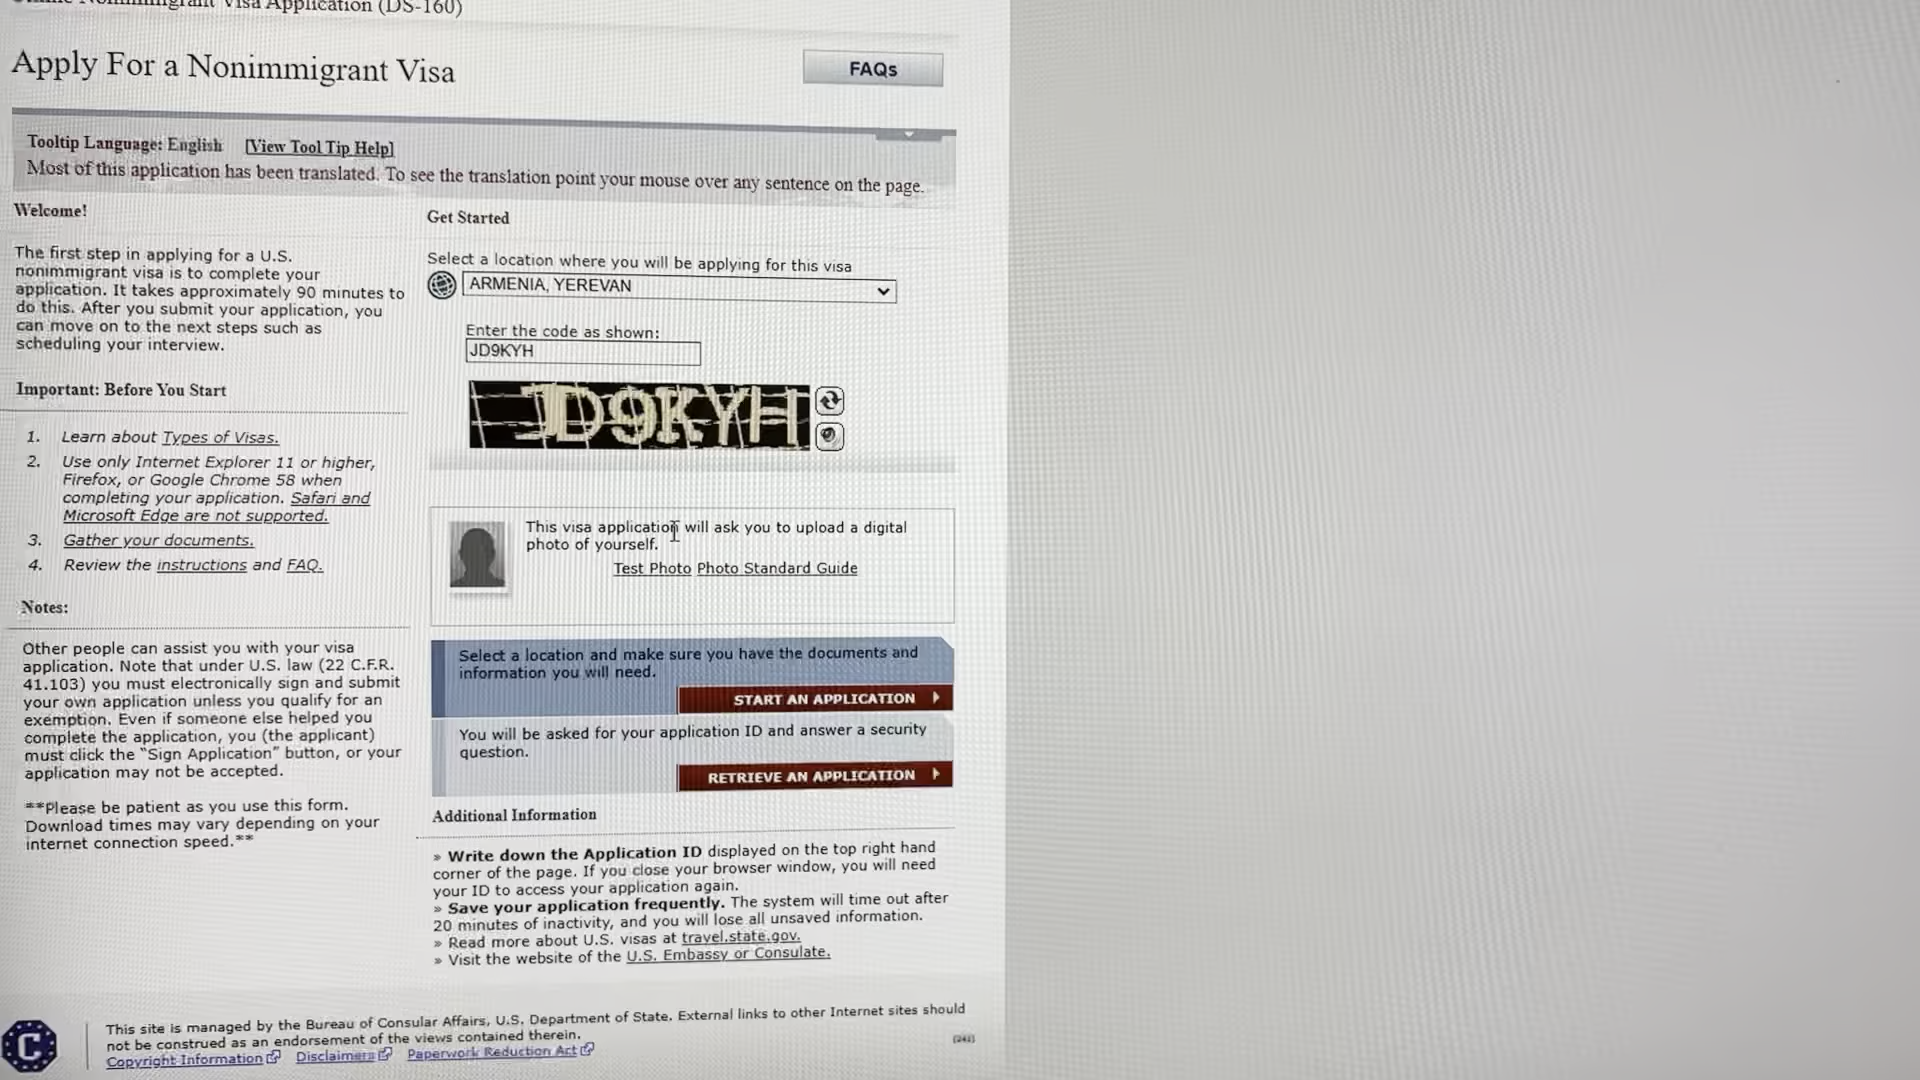 Online Nonimmigrant Visa Application (DS-160)
Apply For a Nonimmigrant Visa
FAQs
Tooltip Language: English [View Tool Tip Help]
Most of this application has been translated. To see the translation point your mouse over any sentence on the page.
Welcome!
The first step in applying for a U.S.
nonimmigrant visa is to complete your
application. It takes approximately 90 minutes to
do this. After you submit your application, you
can move on to the next steps such as
scheduling your interview.
Important: Before You Start
1. Learn about Types of Visas.
2. Use only Internet Explorer 11 or higher,
Firefox, or Google Chrome 58 when
completing your application. Safari and
Microsoft Edge are not supported.
3. Gather your documents.
4. Review the instructions and FAQ.
Notes:
Other people can assist you with your visa
application. Note that under U.S. law (22 C.F.R.
41.103) you must electronically sign and submit
your own application unless you qualify for an
exemption. Even if someone else helped you
complete the application, you (the applicant)
must click the "Sign Application" button, or your
application may not be accepted.
**Please be patient as you use this form.
Download times may vary depending on your
internet connection speed.**
Get Started
Select a location where you will be applying for this visa
ARMENIA, YEREVAN
Enter the code as shown:
JD9KYH
JD9KYH
This visa application will ask you to upload a digital
photo of yourself.
Test Photo Photo Standard Guide
Select a location and make sure you have the documents and
information you will need.
START AN APPLICATION
You will be asked for your application ID and answer a security
question.
RETRIEVE AN APPLICATION
Additional Information
» Write down the Application ID displayed on the top right hand
corner of the page. If you close your browser window, you will need
your ID to access your application again.
» Save your application frequently. The system will time out after
20 minutes of inactivity, and you will lose all unsaved information.
» Read more about U.S. visas at travel.state.gov.
» Visit the website of the U.S. Embassy or Consulate.
C
This site is managed by the Bureau of Consular Affairs, U.S. Department of State. External links to other Internet sites should
not be construed as an endorsement of the views contained therein.
Copyright Information Disclaimers Paperwork Reduction Act